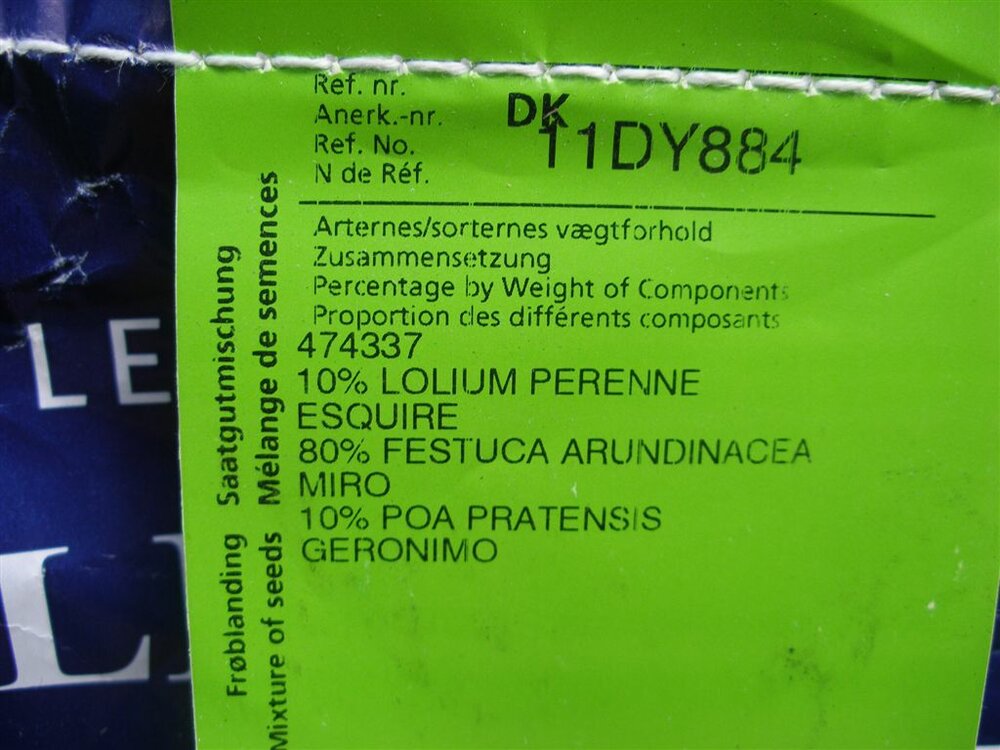 Ref. nr.
Anerk.-nr.
Ref. No.
N de Réf.
DK
11DY884
Arternes/sorternes vægtforhold
Zusammensetzung
Percentage by Weight of Components
Proportion des différents composants
474337
10% LOLIUM PERENNE
ESQUIRE
80% FESTUCA ARUNDINACEA
MIRO
10% POA PRATENSIS
GERONIMO
Frøblanding Saatgutmischung
Mixture of seeds Mélange de semences
LE